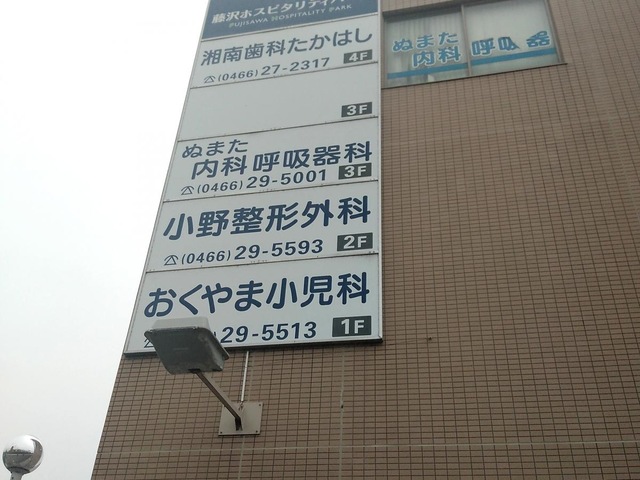 藤沢ホスピタリティパーク
FUJISAWA HOSPITALITY PARK
湘南歯科たかはし
(0466) 27-2317 4F
3F
ぬまた
内科呼吸器科
(0466) 29-5001 3F
小野整形外科
(0466) 29-5593 2F
おくやま小児科
29-5513 1F
ぬまた
内科 呼吸器